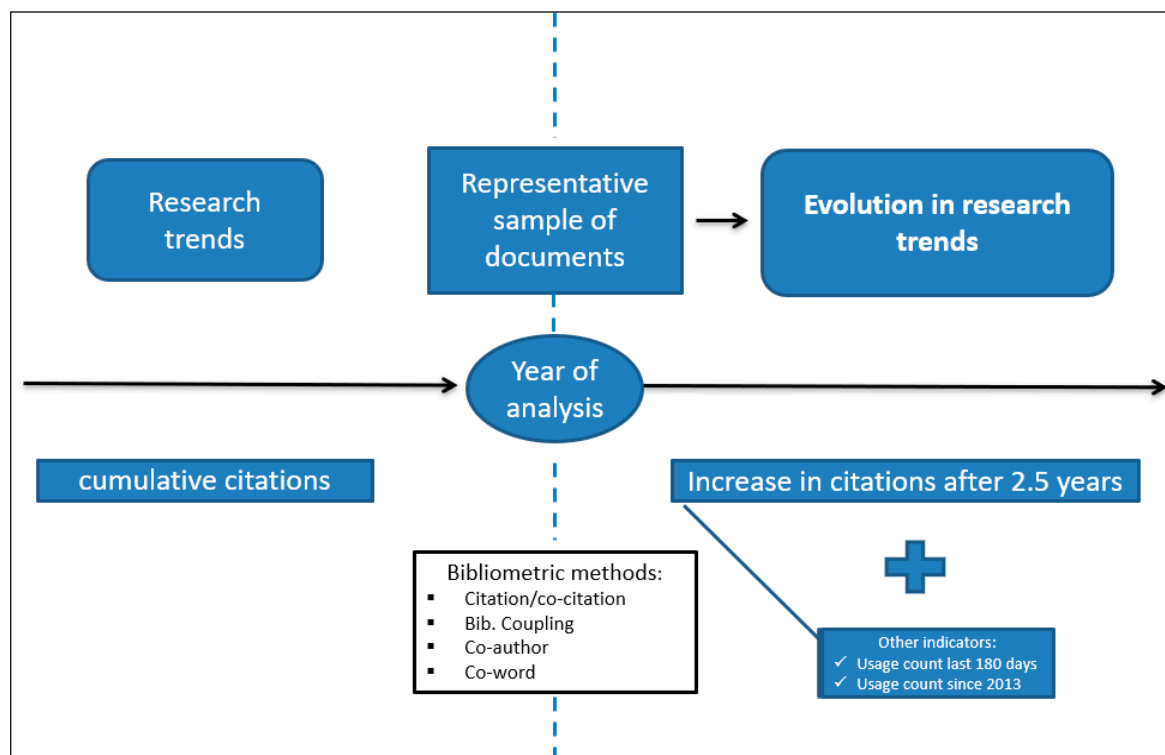 Research
trends
Representative
sample of
documents
Evolution in research
trends
Year of
analysis
cumulative citations
Increase in citations after 2.5 years
Bibliometric methods:
▪ Citation/co-citation
▪ Bib. Coupling
▪ Co-author
▪ Co-word
Other indicators:
✓ Usage count last 180 days
✓ Usage count since 2013